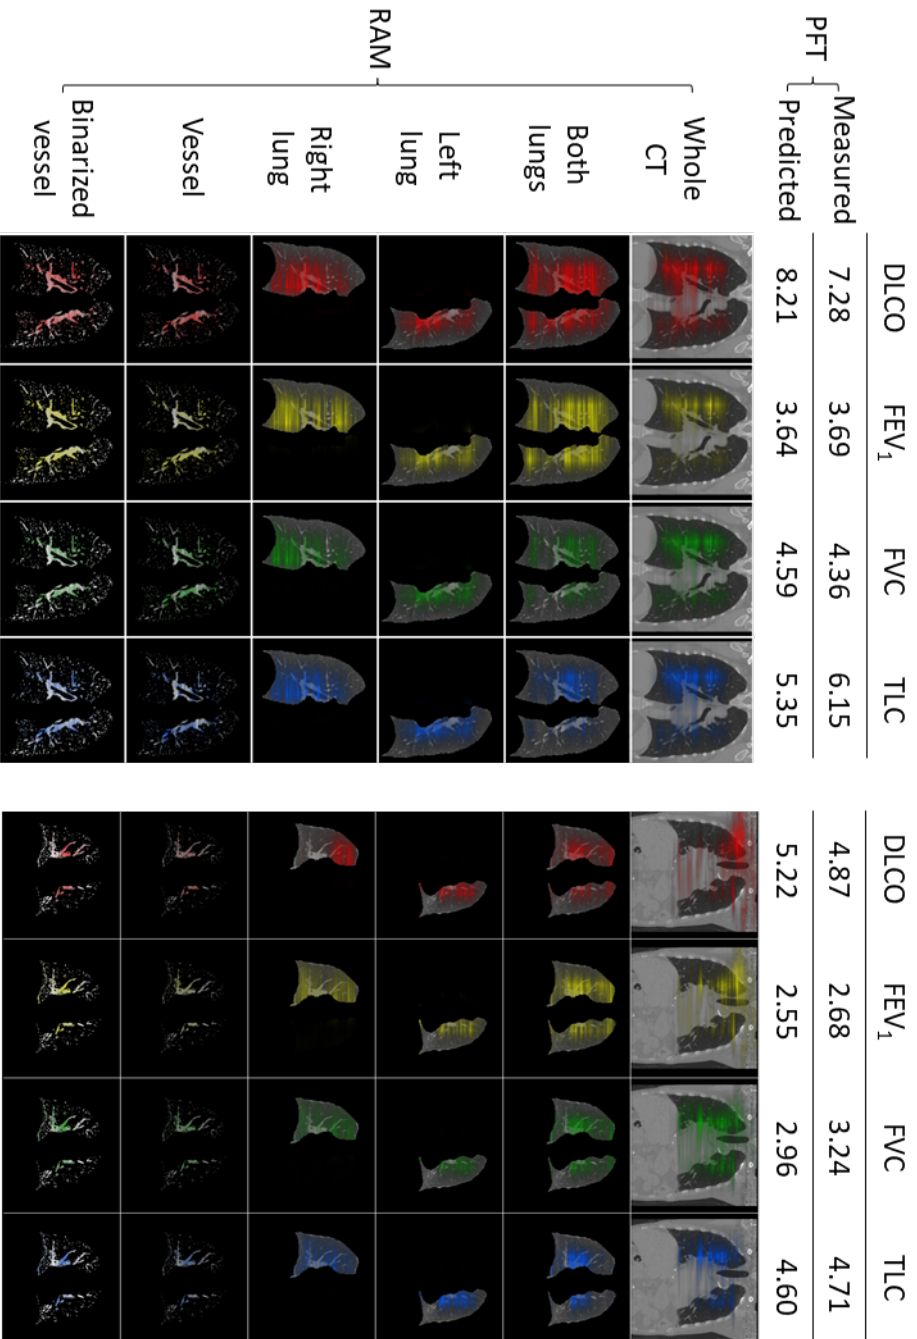 DLCO FEV₁ FVC TLC DLCO FEV₁ FVC TLC
PFT
Measured 7.28 3.69 4.36 6.15 4.87 2.68 3.24 4.71
Predicted 8.21 3.64 4.59 5.35 5.22 2.55 2.96 4.60
RAM
Whole
CT
Both
lungs
Left
lung
Right
lung
Vessel
Binarized
vessel